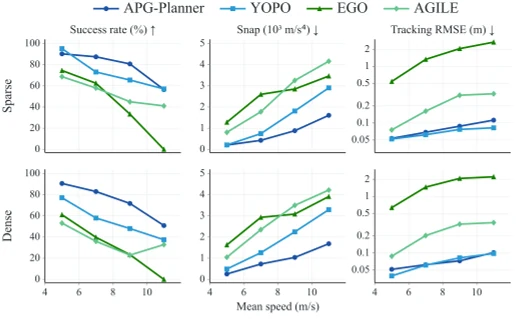 APG-Planner YOPO EGO AGILE
Success rate (%) ↑ Snap (10³ m/s⁴) ↓ Tracking RMSE (m) ↓
Sparse
100 5 2
80 4 1
60 3 0.5
40 2 0.2
20 1 0.1
0 0 0.05
Dense
100 5 2
80 4 1
60 3 0.5
40 2 0.2
20 1 0.1
0 0 0.05
4 6 8 10 4 6 8 10 4 6 8 10
Mean speed (m/s)